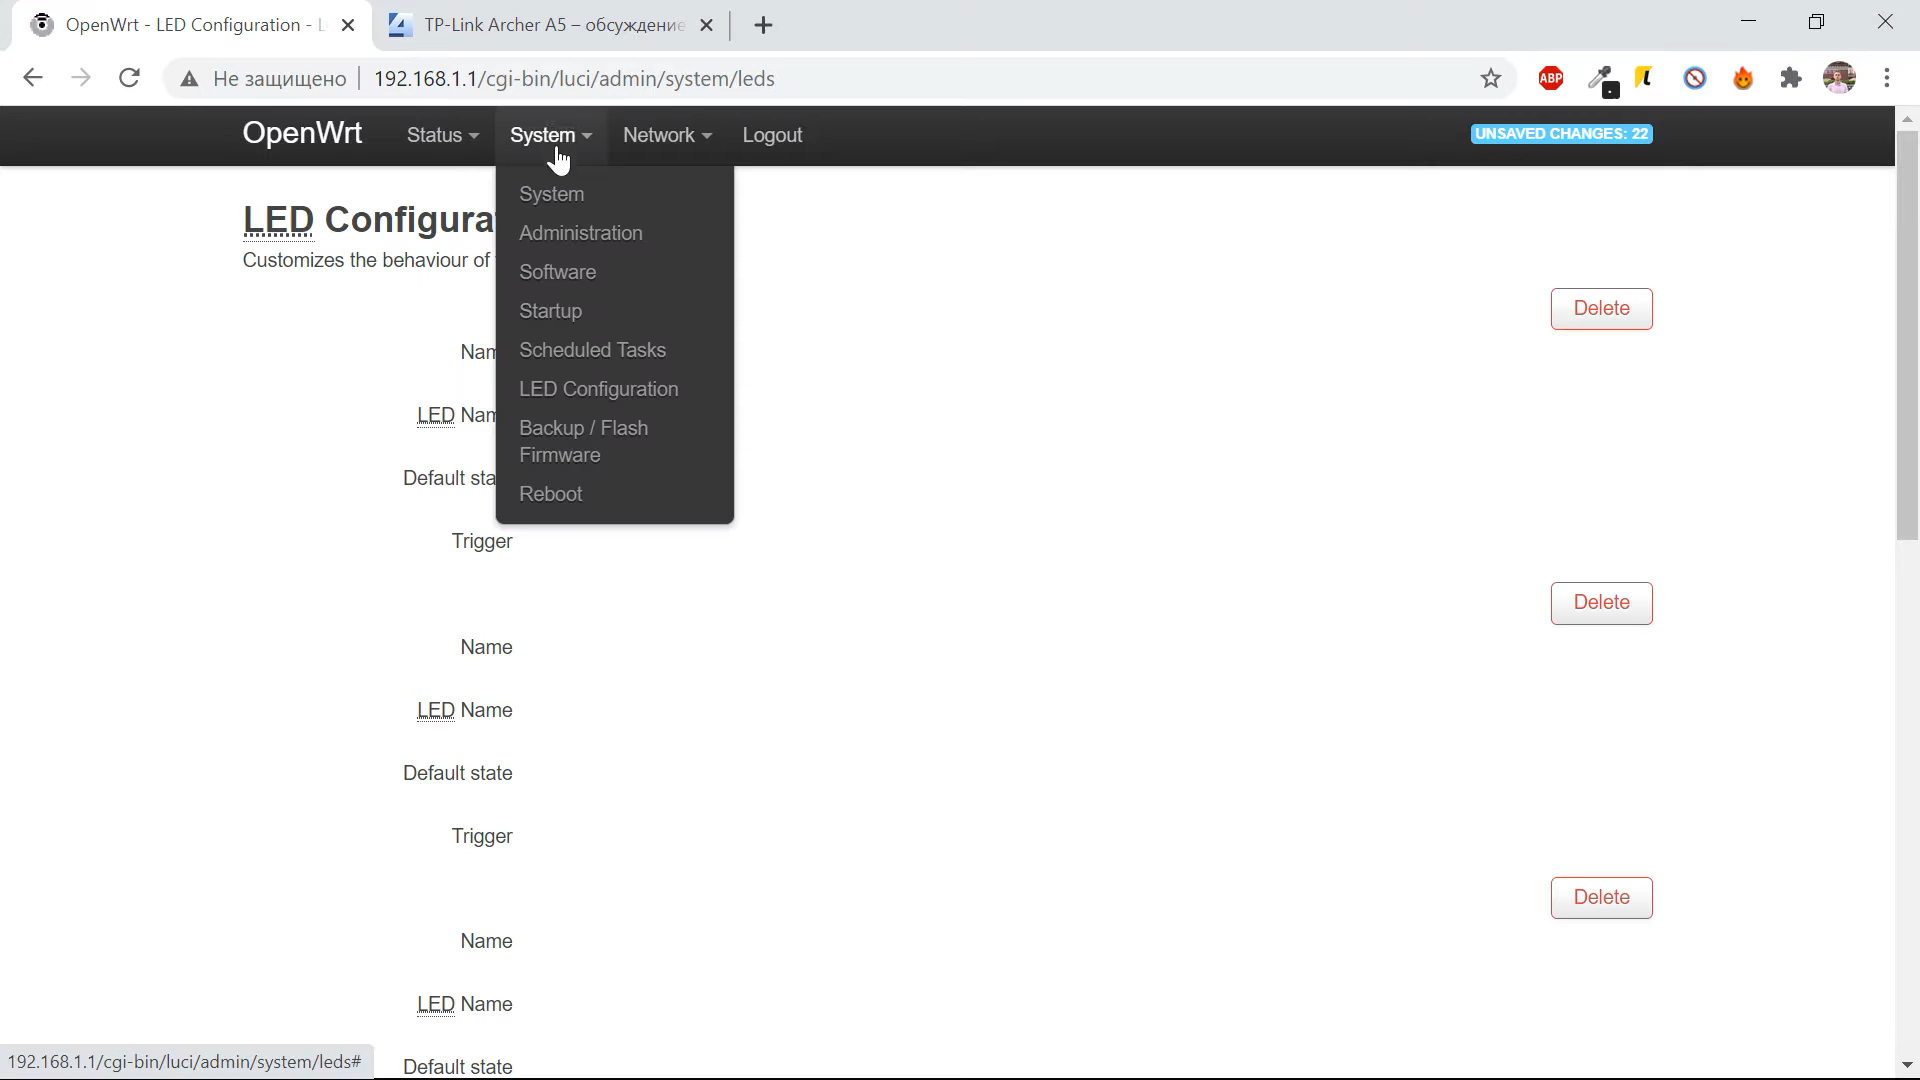 OpenWrt - LED Configuration - L
TP-Link Archer A5 – обсуждение
Не защищено
192.168.1.1/cgi-bin/luci/admin/system/leds
ABP
OpenWrt
Status
System
Network
Logout
UNSAVED CHANGES: 22
System
Administration
Software
Startup
Scheduled Tasks
LED Configuration
Backup / Flash
Firmware
Reboot
LED Configura
Customizes the behaviour of
Delete
Nam
LED Nam
Default sta
Trigger
Delete
Name
LED Name
Default state
Trigger
Delete
Name
LED Name
Default state
192.168.1.1/cgi-bin/luci/admin/system/leds#